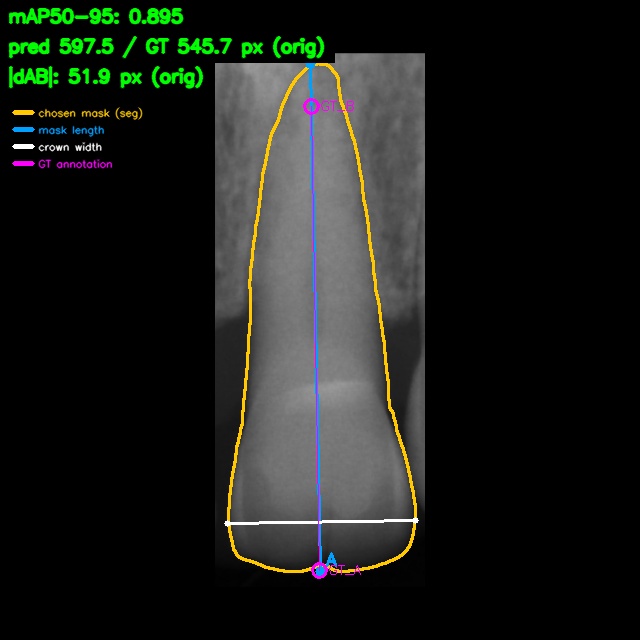 mAP50-95: 0.895
pred 597.5 / GT 545.7 px (orig)
|dAB|: 51.9 px (orig)
chosen mask (seg)
mask length
crown width
GT annotation
A
GT_A